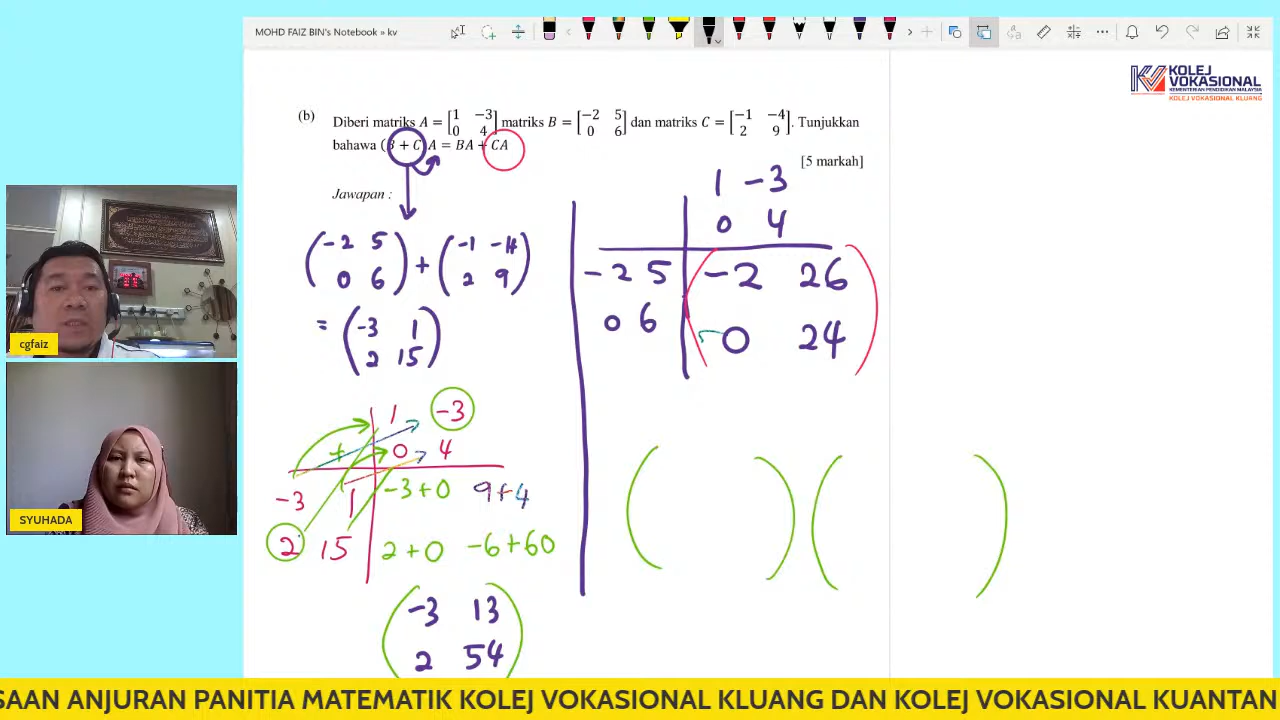 MOHD FAIZ BIN's Notebook » kv
KOLEJ
VOKASIONAL
KEMENTERIAN PENDIDIKAN MALAYSIA
KOLEJ VOKASIONAL KLUANG
(b) Diberi matriks A = [1 −3
0 4] matriks B = [−2 5
0 6] dan matriks C = [−1 −4
2 9]. Tunjukkan
bahawa (B + C)A = BA + CA
[5 markah]
Jawapan :
(-2 5
0 6) + (-1 -4
2 9)
= (-3 1
2 15)
1 -3
+ 0 4
-3 1 -3+0 9+4
2 15 2+0 -6+60
(-3 13
2 54
1 -3
0 4
-2 5 -2 26
0 6 0 24
( ) ( )
cgfaiz
SYUHADA
SAAN ANJURAN PANITIA MATEMATIK KOLEJ VOKASIONAL KLUANG DAN KOLEJ VOKASIONAL KUANTAN